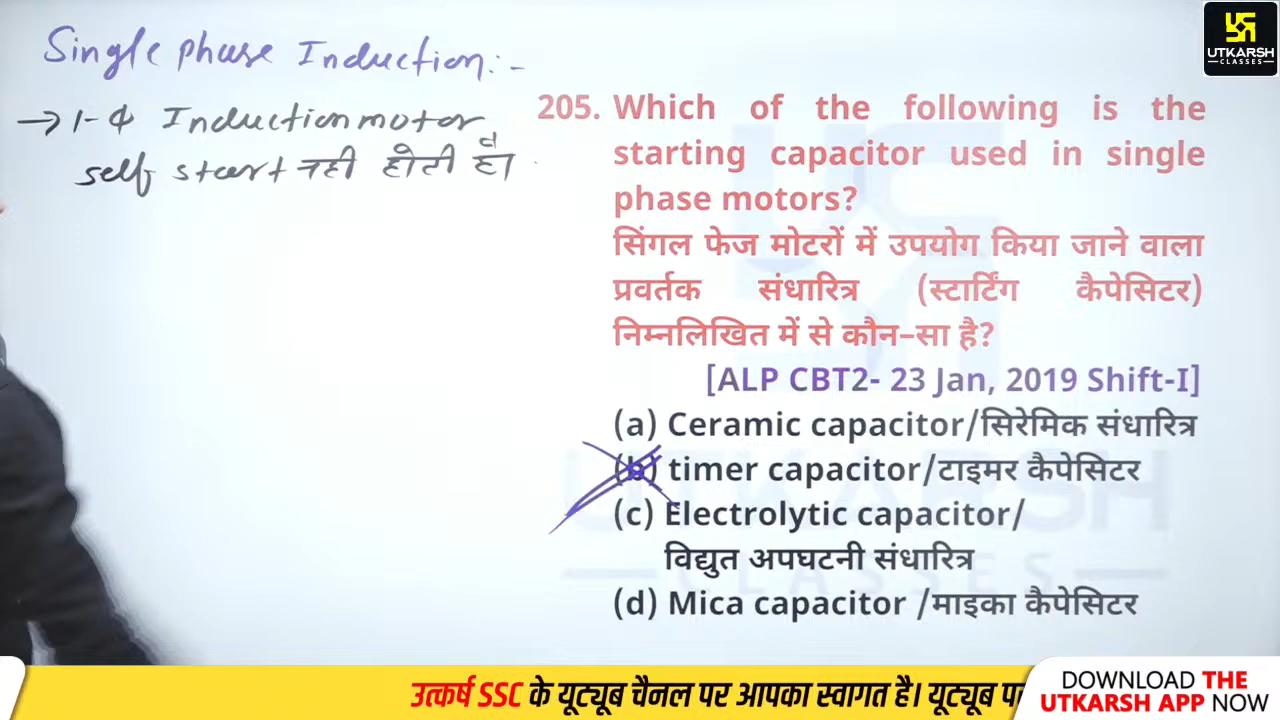 Single phase Induction:-
→ 1-ϕ Induction motor
self start नही होती है।
UTKARSH
CLASSES
205. Which of the following is the
starting capacitor used in single
phase motors?
सिंगल फेज मोटरों में उपयोग किया जाने वाला
प्रवर्तक संधारित्र (स्टार्टिंग कैपेसिटर)
निम्नलिखित में से कौन-सा है?
[ALP CBT2- 23 Jan, 2019 Shift-I]
(a) Ceramic capacitor/सिरेमिक संधारित्र
(b) timer capacitor/टाइमर कैपेसिटर
(c) Electrolytic capacitor/
विद्युत अपघटनी संधारित्र
(d) Mica capacitor /माइका कैपेसिटर
UTKARSH
CLASSES
उत्कर्ष SSC के यूट्यूब चैनल पर आपका स्वागत है। यूट्यूब
DOWNLOAD THE
UTKARSH APP NOW